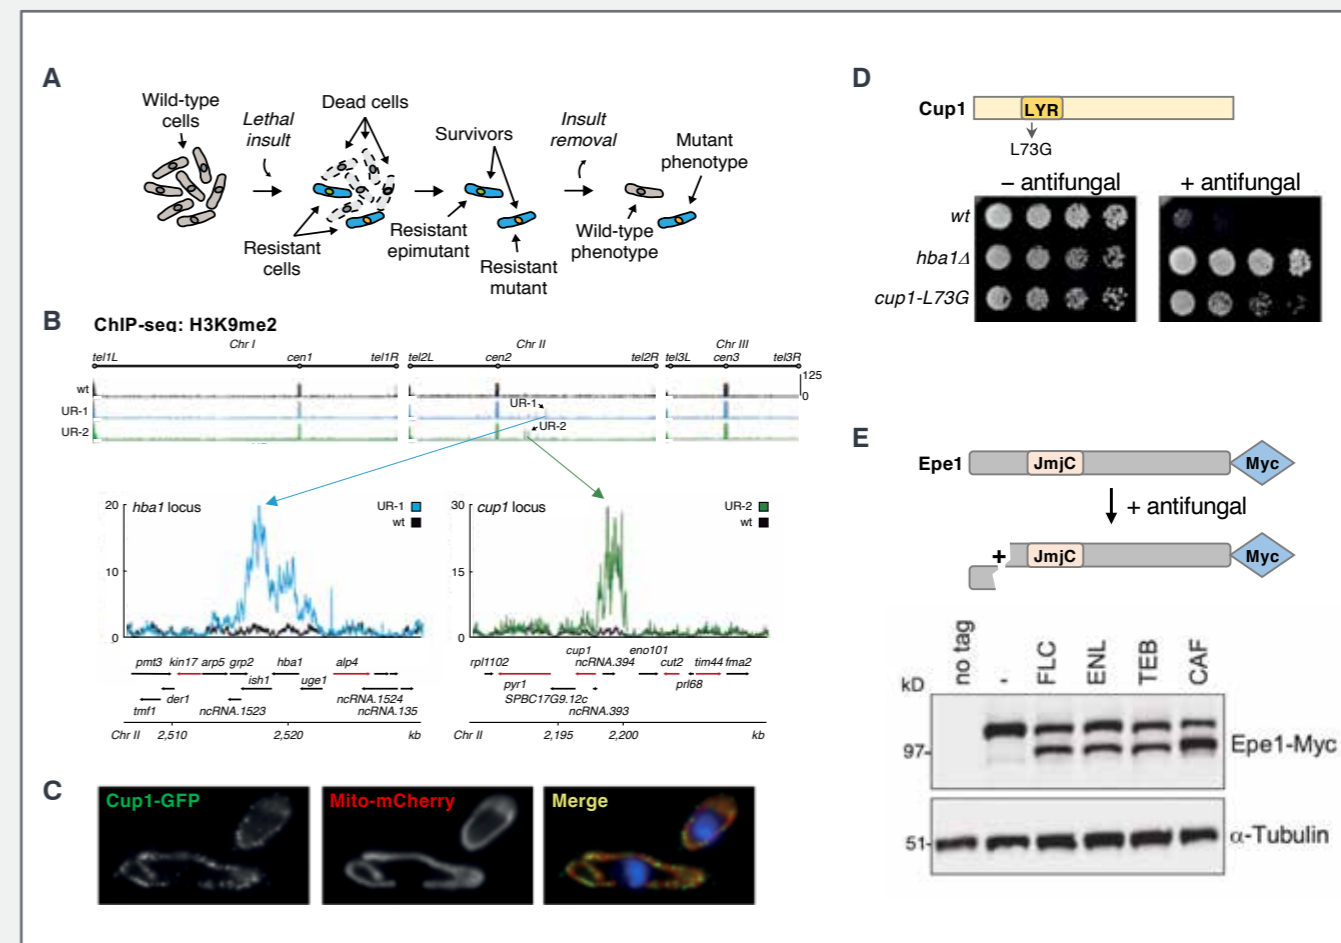 A
Wild-type
cells
Lethal
insult
Dead cells
Resistant
cells
Survivors
Resistant
epimutant
Resistant
mutant
Insult
removal
Mutant
phenotype
Wild-type
phenotype
B
ChIP-seq: H3K9me2
Chr I
Chr II
Chr III
tel1L
cen1
tel1R
tel2L
cen2
tel2R
tel3L
cen3
tel3R
wt
125
0
UR-1
UR-1
UR-2
UR-2
20
hba1 locus
UR-1
wt
10
0
pmt3
kin17
arp5
grp2
hba1
alp4
ish1
der1
uge1
ncRNA.1524
tmf1
ncRNA.1523
ncRNA.135
Chr II
2,510
2,520
kb
30
cup1 locus
UR-2
wt
15
0
cup1
eno101
rpl1102
ncRNA.394
cut2
tim44
fma2
pyr1
prl68
SPBC17G9.12c
ncRNA.393
Chr II
2,195
2,200
kb
C
Cup1-GFP
Mito-mCherry
Merge
D
Cup1
LYR
L73G
– antifungal
+ antifungal
wt
hba1Δ
cup1-L73G
E
Epe1
JmjC
Myc
+ antifungal
+
JmjC
Myc
kD
no tag
-
FLC
ENL
TEB
CAF
97-
Epe1-Myc
51-
α-Tubulin